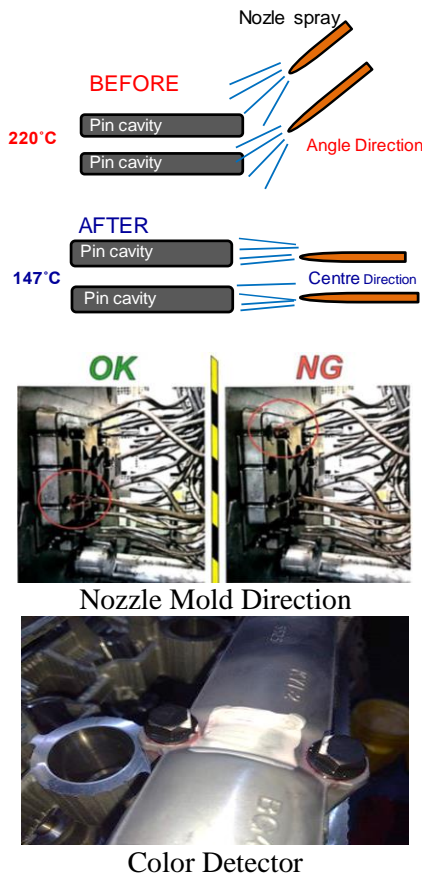 Nozle spray
BEFORE
Pin cavity
220°C
Pin cavity
Angle Direction
AFTER
Pin cavity
147°C
Centre Direction
Pin cavity
OK
NG
Nozzle Mold Direction
Color Detector